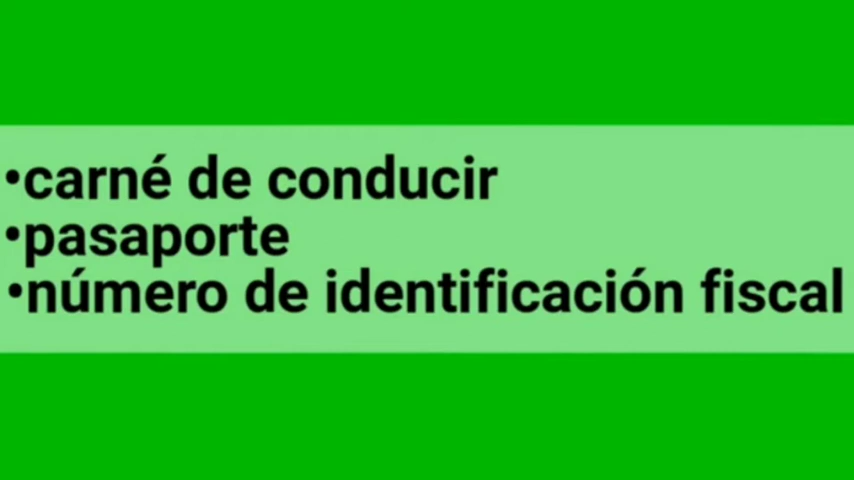 •carné de conducir
•pasaporte
•número de identificación fiscal